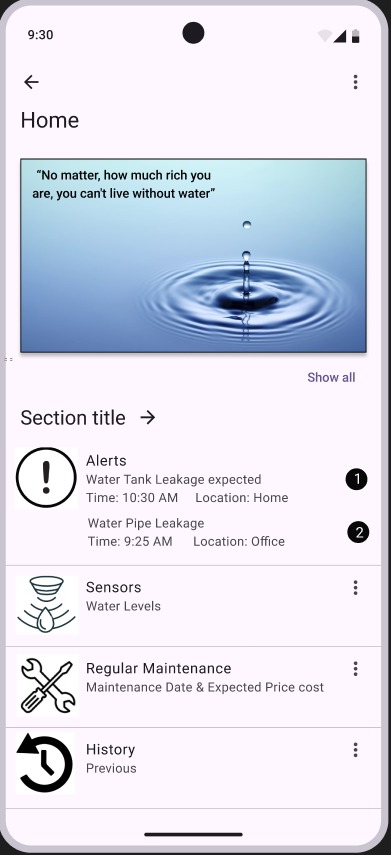 9:30
Home
“No matter, how much rich you
are, you can't live without water”
Show all
Section title
Alerts
Water Tank Leakage expected
Time: 10:30 AM Location: Home
1
Water Pipe Leakage
Time: 9:25 AM Location: Office
2
Sensors
Water Levels
Regular Maintenance
Maintenance Date & Expected Price cost
History
Previous